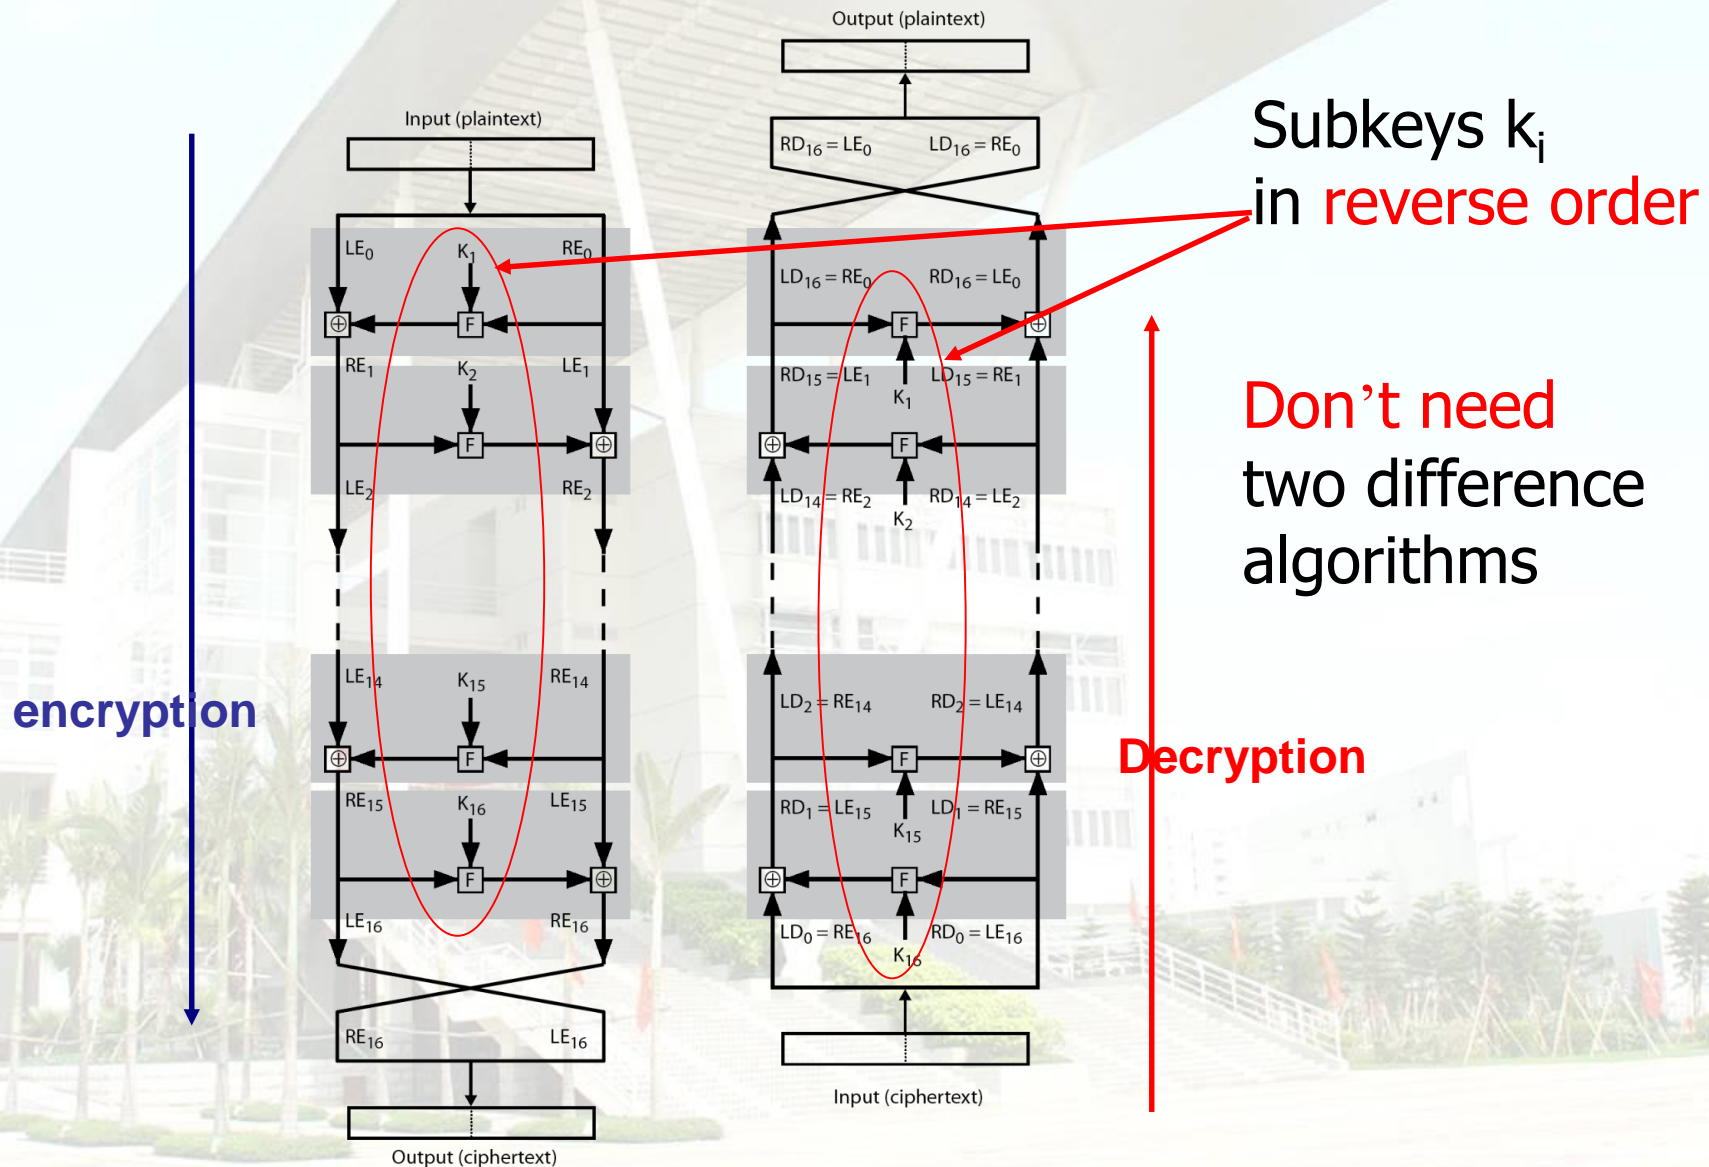 Output (plaintext)
Input (plaintext)
RD16 = LE0 LD16 = RE0
Subkeys ki
in reverse order
LE0 K1 RE0
LD16 = RE0 RD16 = LE0
F
F
RE1 K2 LE1
RD15 = LE1 LD15 = RE1
K1
Don’t need
two difference
algorithms
F
F
LE2 RE2
LD14 = RE2 RD14 = LE2
K2
LE14 K15 RE14
LD2 = RE14 RD2 = LE14
encryption
F
F
Decryption
RE15 K16 LE15
RD1 = LE15 LD1 = RE15
K15
F
F
LE16 RE16
LD0 = RE16 RD0 = LE16
K16
RE16 LE16
Input (ciphertext)
Output (ciphertext)